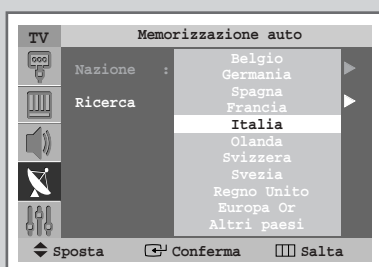 TV Memorizzazione auto
Nazione :
Ricerca
Belgio
Germania
Spagna
Francia
Italia
Olanda
Svizzera
Svezia
Regno Unito
Europa Or
Altri paesi
Sposta Conferma Salta